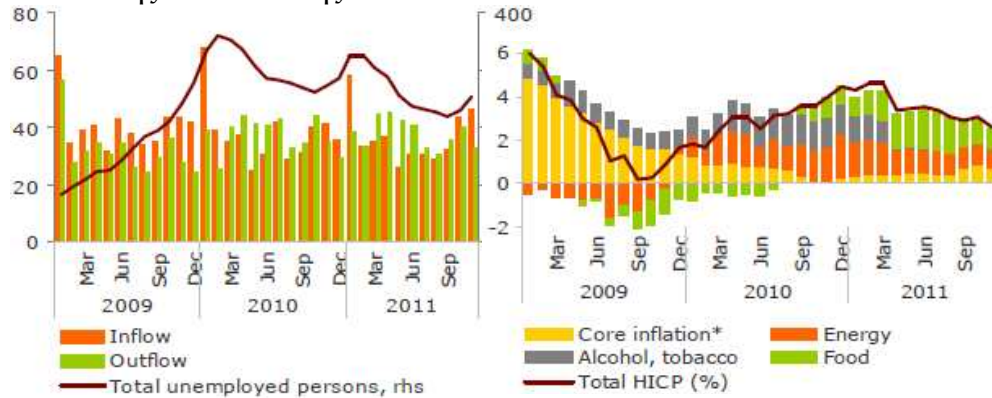 80
60
40
20
0
400
Mar Jun Sep Dec Mar Jun Sep Dec Mar Jun Sep
2009 2010 2011
Inflow
Outflow
Total unemployed persons, rhs
6
4
2
0
-2
Mar Jun Sep Dec Mar Jun Sep Dec Mar Jun Sep
2009 2010 2011
Core inflation* Energy
Alcohol, tobacco Food
Total HICP (%)